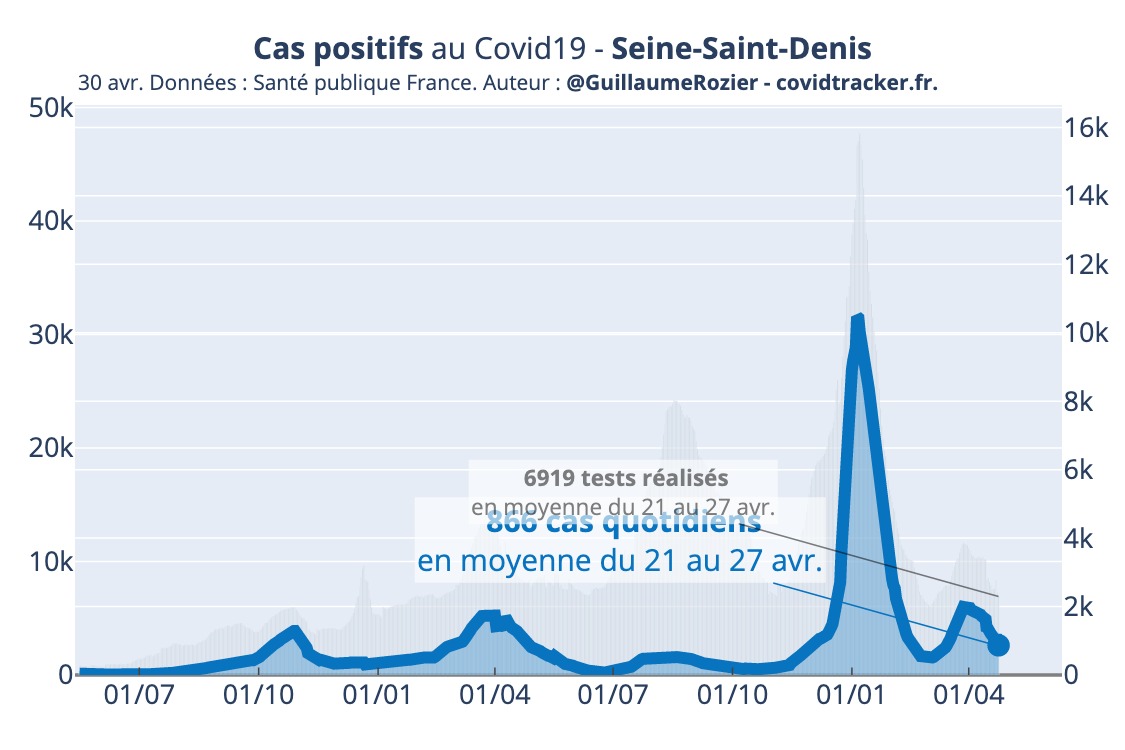 Cas positifs au Covid19 - Seine-Saint-Denis
30 avr. Données : Santé publique France. Auteur : @GuillaumeRozier - covidtracker.fr.
50k
40k
30k
20k
10k
0
16k
14k
12k
10k
8k
6k
4k
2k
0
6919 tests réalisés
en moyenne du 21 au 27 avr.
866 cas quotidiens
en moyenne du 21 au 27 avr.
01/07 01/10 01/01 01/04 01/07 01/10 01/01 01/04